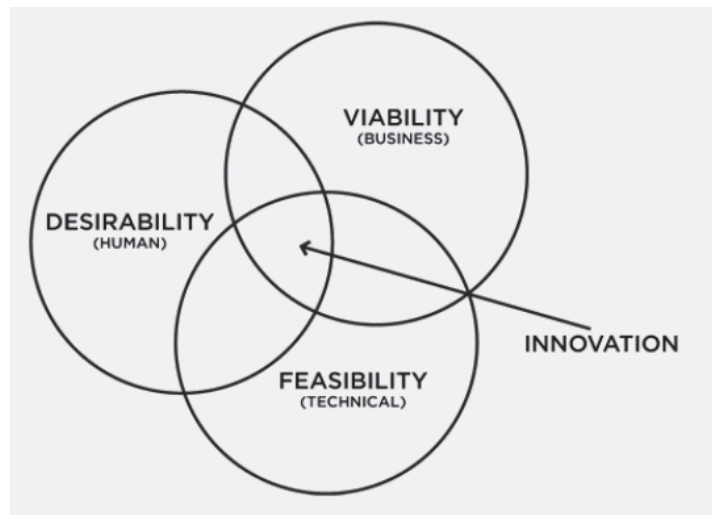 VIABILITY
(BUSINESS)
DESIRABILITY
(HUMAN)
INNOVATION
FEASIBILITY
(TECHNICAL)